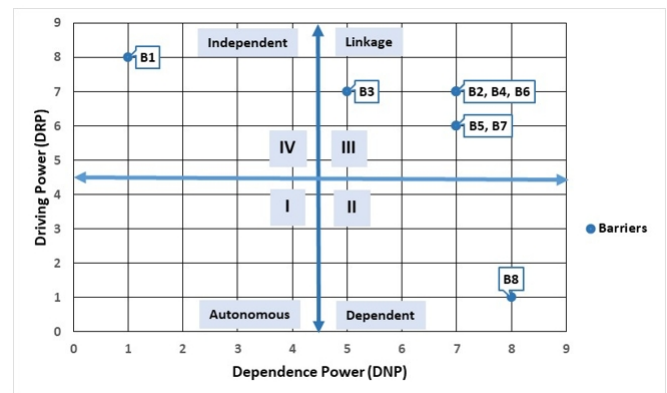 9
8
7
6
5
4
3
2
1
0
Driving Power (DRP)
Independent
Linkage
B1
B3
B2, B4, B6
B5, B7
IV
III
I
II
Barriers
B8
Autonomous
Dependent
0 1 2 3 4 5 6 7 8 9
Dependence Power (DNP)